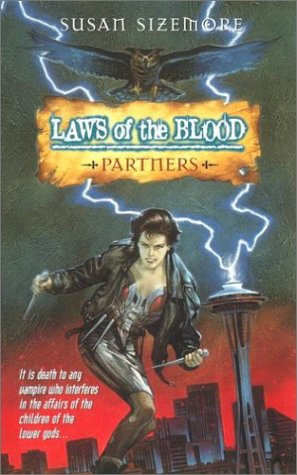 SUSAN SIZEMORE
LAWS of the BLOOD
PARTNERS
It is death to any
vampire who interferes
in the affairs of the
children of the
lower gods...